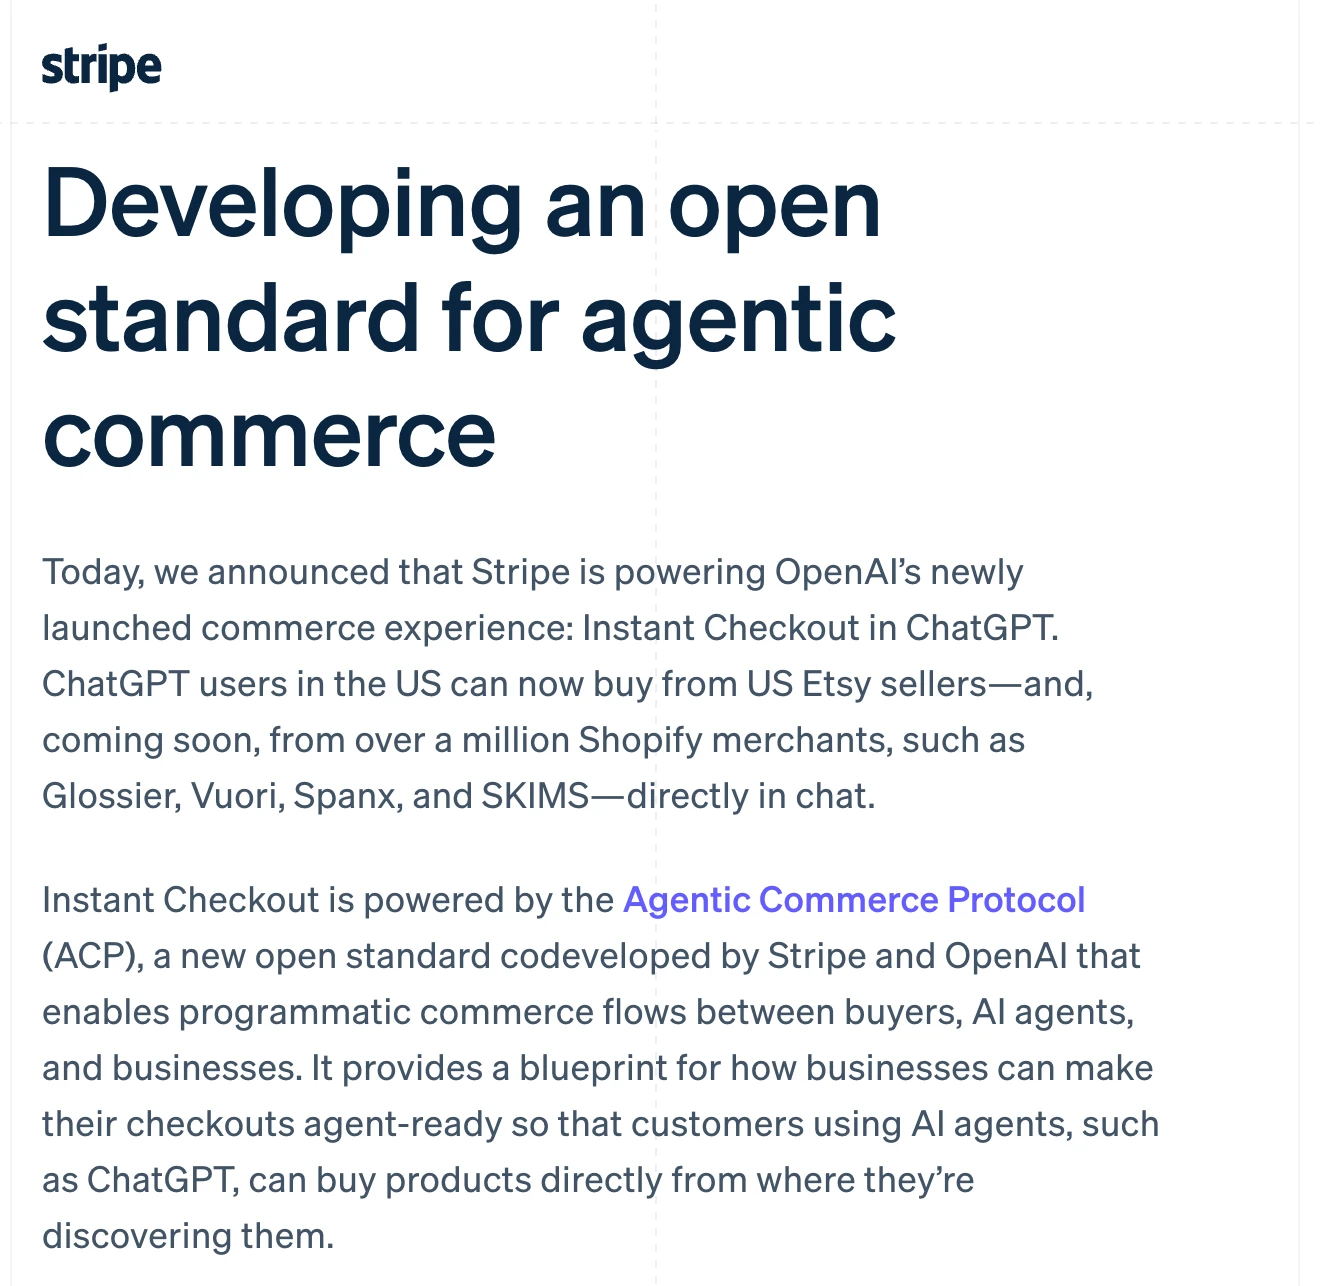 stripe
Developing an open
standard for agentic
commerce
Today, we announced that Stripe is powering OpenAI’s newly
launched commerce experience: Instant Checkout in ChatGPT.
ChatGPT users in the US can now buy from US Etsy sellers—and,
coming soon, from over a million Shopify merchants, such as
Glossier, Vuori, Spanx, and SKIMS—directly in chat.
Instant Checkout is powered by the Agentic Commerce Protocol
(ACP), a new open standard codeveloped by Stripe and OpenAI that
enables programmatic commerce flows between buyers, AI agents,
and businesses. It provides a blueprint for how businesses can make
their checkouts agent-ready so that customers using AI agents, such
as ChatGPT, can buy products directly from where they’re
discovering them.